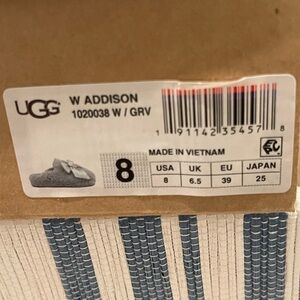 UGG
W ADDISON
1020038 W / GRV
1 91142 35457 8
8
MADE IN VIETNAM
USA UK EU JAPAN
8 6.5 39 25